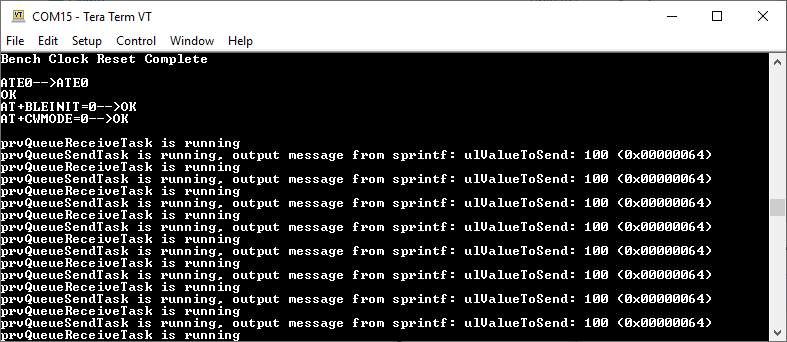 COM15 - Tera Term VT
File Edit Setup Control Window Help
Bench Clock Reset Complete
ATE0-->ATE0
OK
AT+BLEINIT=0-->OK
AT+CWMODE=0-->OK
prvQueueReceiveTask is running
prvQueueSendTask is running, output message from sprintf: ulValueToSend: 100 (0x00000064)
prvQueueReceiveTask is running
prvQueueSendTask is running, output message from sprintf: ulValueToSend: 100 (0x00000064)
prvQueueReceiveTask is running
prvQueueSendTask is running, output message from sprintf: ulValueToSend: 100 (0x00000064)
prvQueueReceiveTask is running
prvQueueSendTask is running, output message from sprintf: ulValueToSend: 100 (0x00000064)
prvQueueReceiveTask is running
prvQueueSendTask is running, output message from sprintf: ulValueToSend: 100 (0x00000064)
prvQueueReceiveTask is running
prvQueueSendTask is running, output message from sprintf: ulValueToSend: 100 (0x00000064)
prvQueueReceiveTask is running
prvQueueSendTask is running, output message from sprintf: ulValueToSend: 100 (0x00000064)
prvQueueReceiveTask is running
prvQueueSendTask is running, output message from sprintf: ulValueToSend: 100 (0x00000064)
prvQueueReceiveTask is running